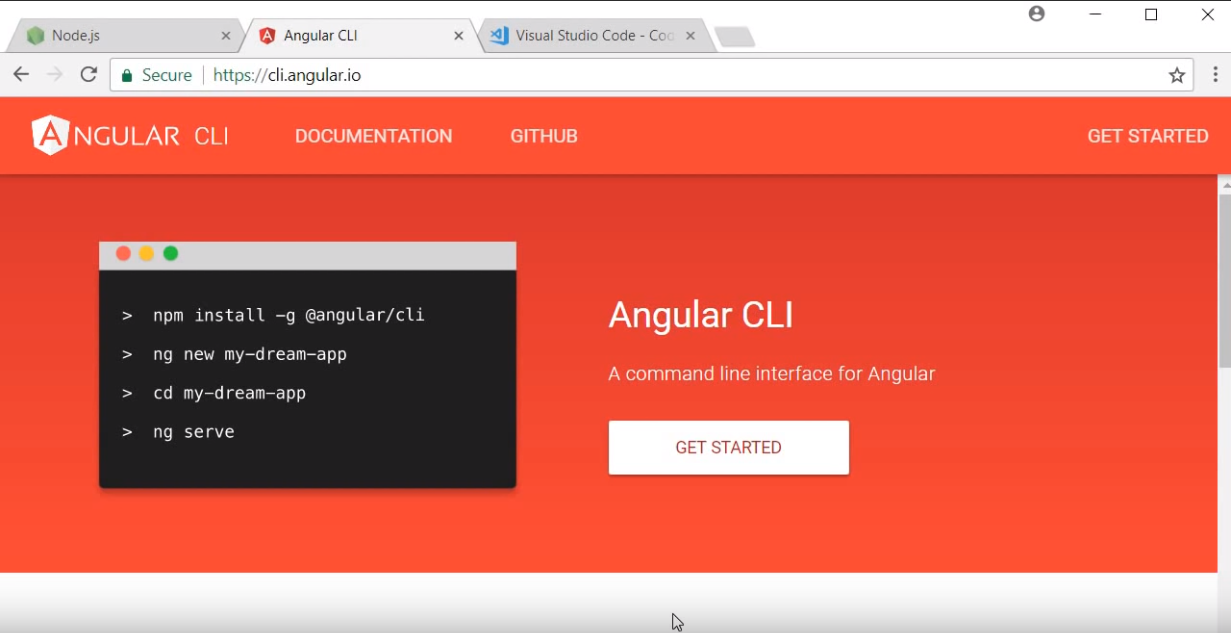 Node.js
Angular CLI
Visual Studio Code - Coc
Secure
https://cli.angular.io
ANGULAR CLI
DOCUMENTATION
GITHUB
GET STARTED
> npm install -g @angular/cli
> ng new my-dream-app
> cd my-dream-app
> ng serve
Angular CLI
A command line interface for Angular
GET STARTED